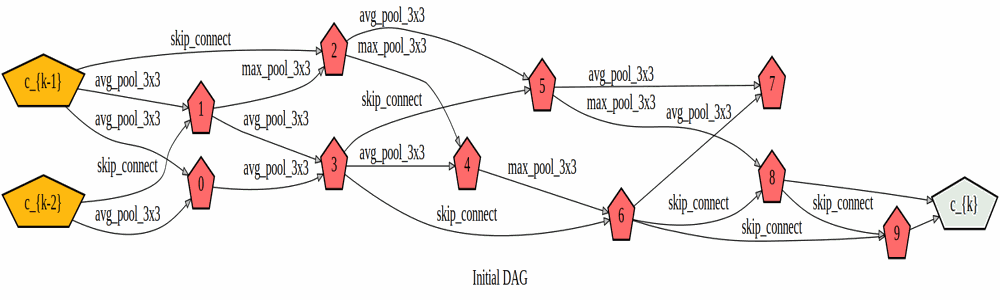 avg_pool_3x3
skip_connect
2
max_pool_3x3
c_{k-1}
avg_pool_3x3
max_pool_3x3
avg_pool_3x3
7
5
max_pool_3x3
skip_connect
1
avg_pool_3x3
avg_pool_3x3
avg_pool_3x3
skip_connect
3
avg_pool_3x3
4
max_pool_3x3
avg_pool_3x3
0
8
c_{k-2}
avg_pool_3x3
skip_connect
6
skip_connect
skip_connect
c_{k}
skip_connect
9
Initial DAG